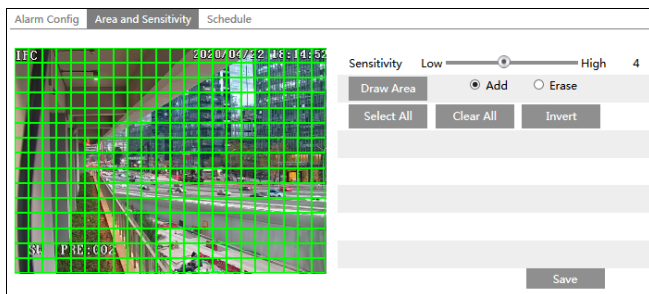 Alarm Config Area and Sensitivity Schedule
IPC 2020/04/22 18:14:52
Sensitivity Low High 4
Draw Area Add Erase
Select All Clear All Invert
PRE:002
Save